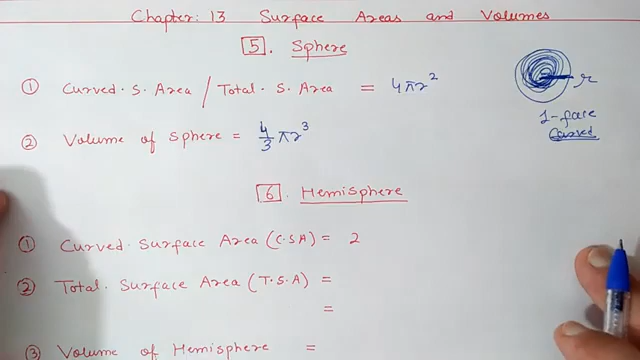 Chapter: 13 Surface Areas and Volumes
5. Sphere
① Curved. S. Area / Total. S. Area = 4πr²
r
1-face
Curved
② Volume of Sphere = 4/3 πr³
6. Hemisphere
① Curved. Surface Area (C.S.A) = 2
② Total. Surface Area (T.S.A) =
=
③ Volume of Hemisphere =